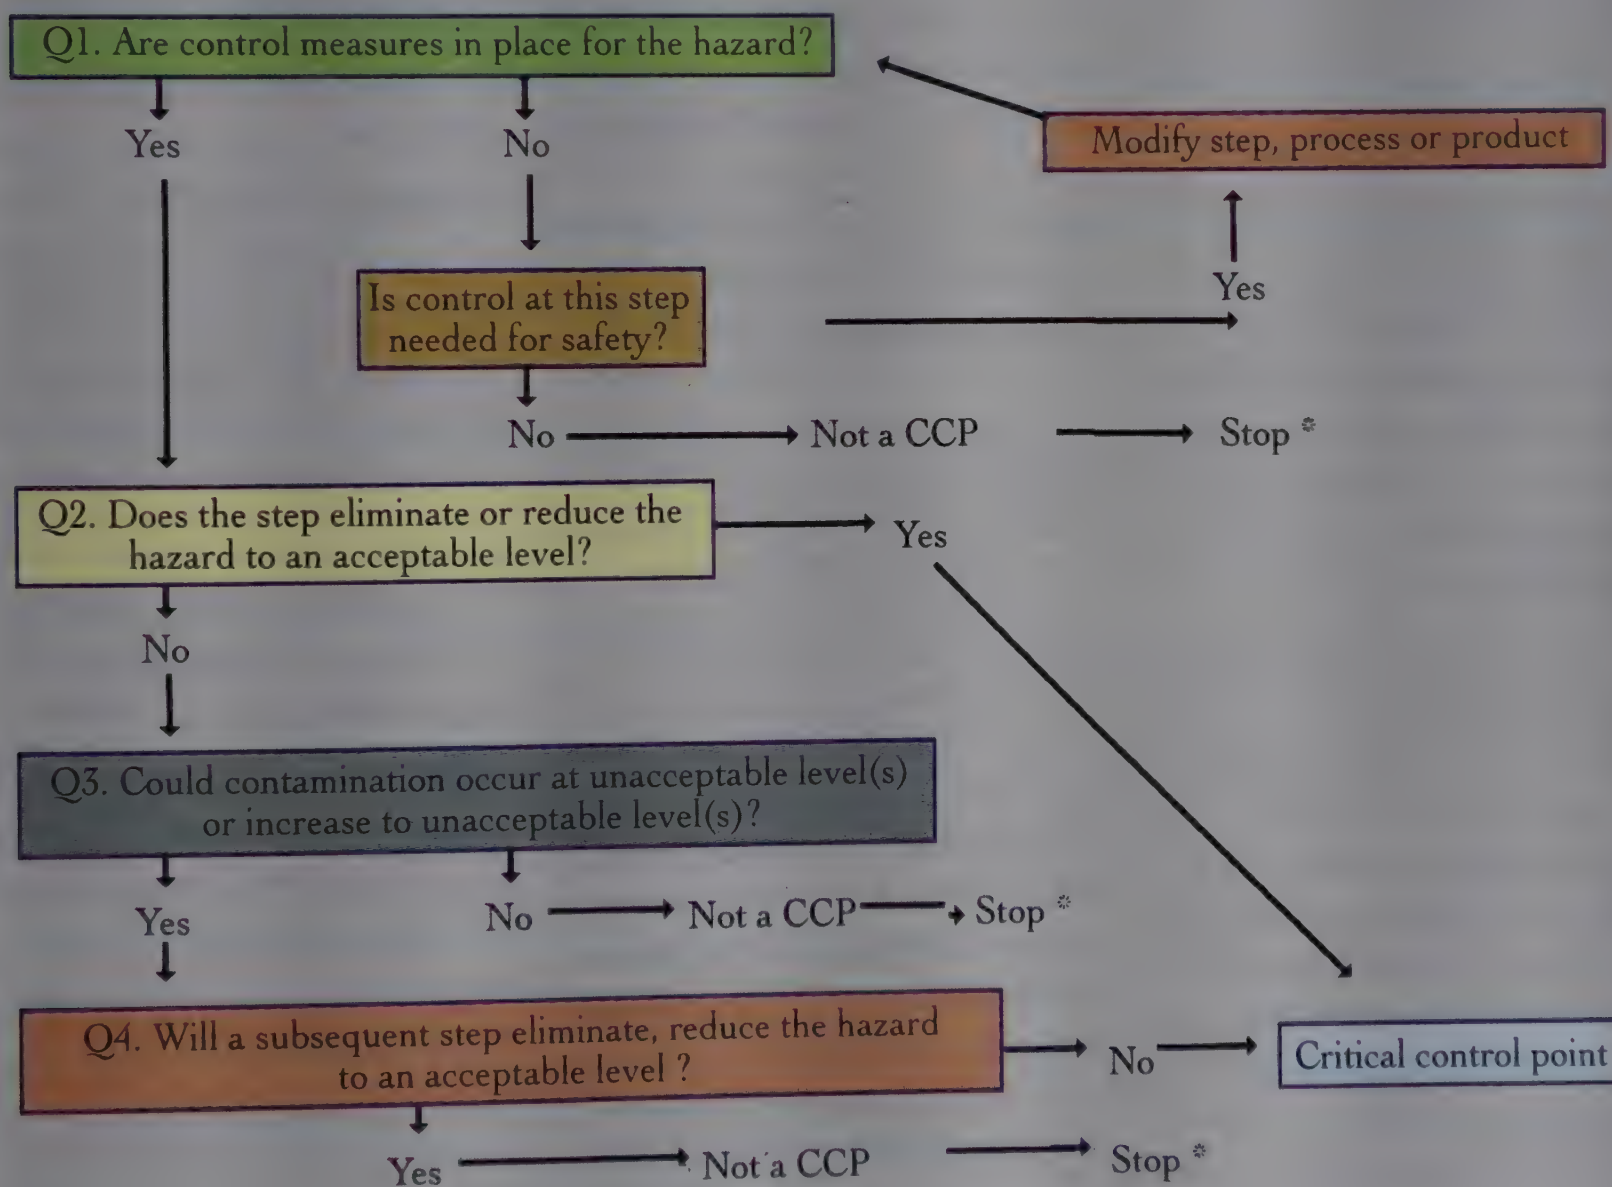 Q1. Are control measures in place for the hazard?
Yes
No
Modify step, process or product
Is control at this step
needed for safety?
Yes
No
Not a CCP
Stop *
Q2. Does the step eliminate or reduce the
hazard to an acceptable level?
Yes
No
Q3. Could contamination occur at unacceptable level(s)
or increase to unacceptable level(s)?
Yes
No
Not a CCP
Stop *
Q4. Will a subsequent step eliminate, reduce the hazard
to an acceptable level ?
No
Critical control point
Yes
Not a CCP
Stop *